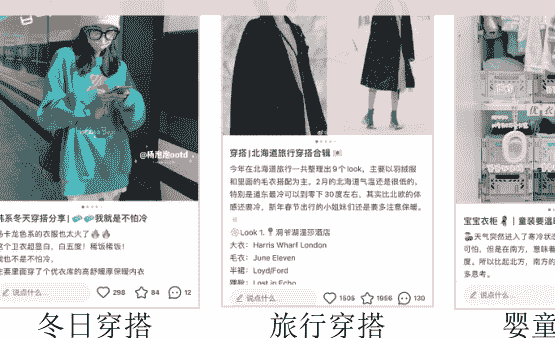 @杨泡泡ootd
韩系冬天穿搭分享|🧤🧤我就是不怕冷
马卡龙色系的衣服也太火了🔥🔥
这个卫衣超显白,白五度!稀饭稀饭!
我也不是不怕冷,
主要里面穿了个优衣库的高舒暖厚保暖内衣
说点什么...
298
84
12
冬日穿搭
穿搭|北海道旅行穿搭合辑
今年在北海道旅行一共整理出9个look。主要以羽绒服
和里面的毛衣搭配为主。2月的北海道气温还是很低的。
特别是道东最冷可以到零下30度左右。其实比北欧的体
感还要冷,新年春节出行的小姐妹们还是要多注意保暖。
Look 1.📍洞爷湖温莎酒店
大衣:Harris Wharf London
毛衣:June Eleven
半裙:Loyd/Ford
说点什么...
1505
1956
130
旅行穿搭
宝宝衣柜
童装要温
天气突然进入了寒冷状态
可怕,但是在南方,意味着
度。所以比起北方,南方的
多思考。
说点什么...
婴童